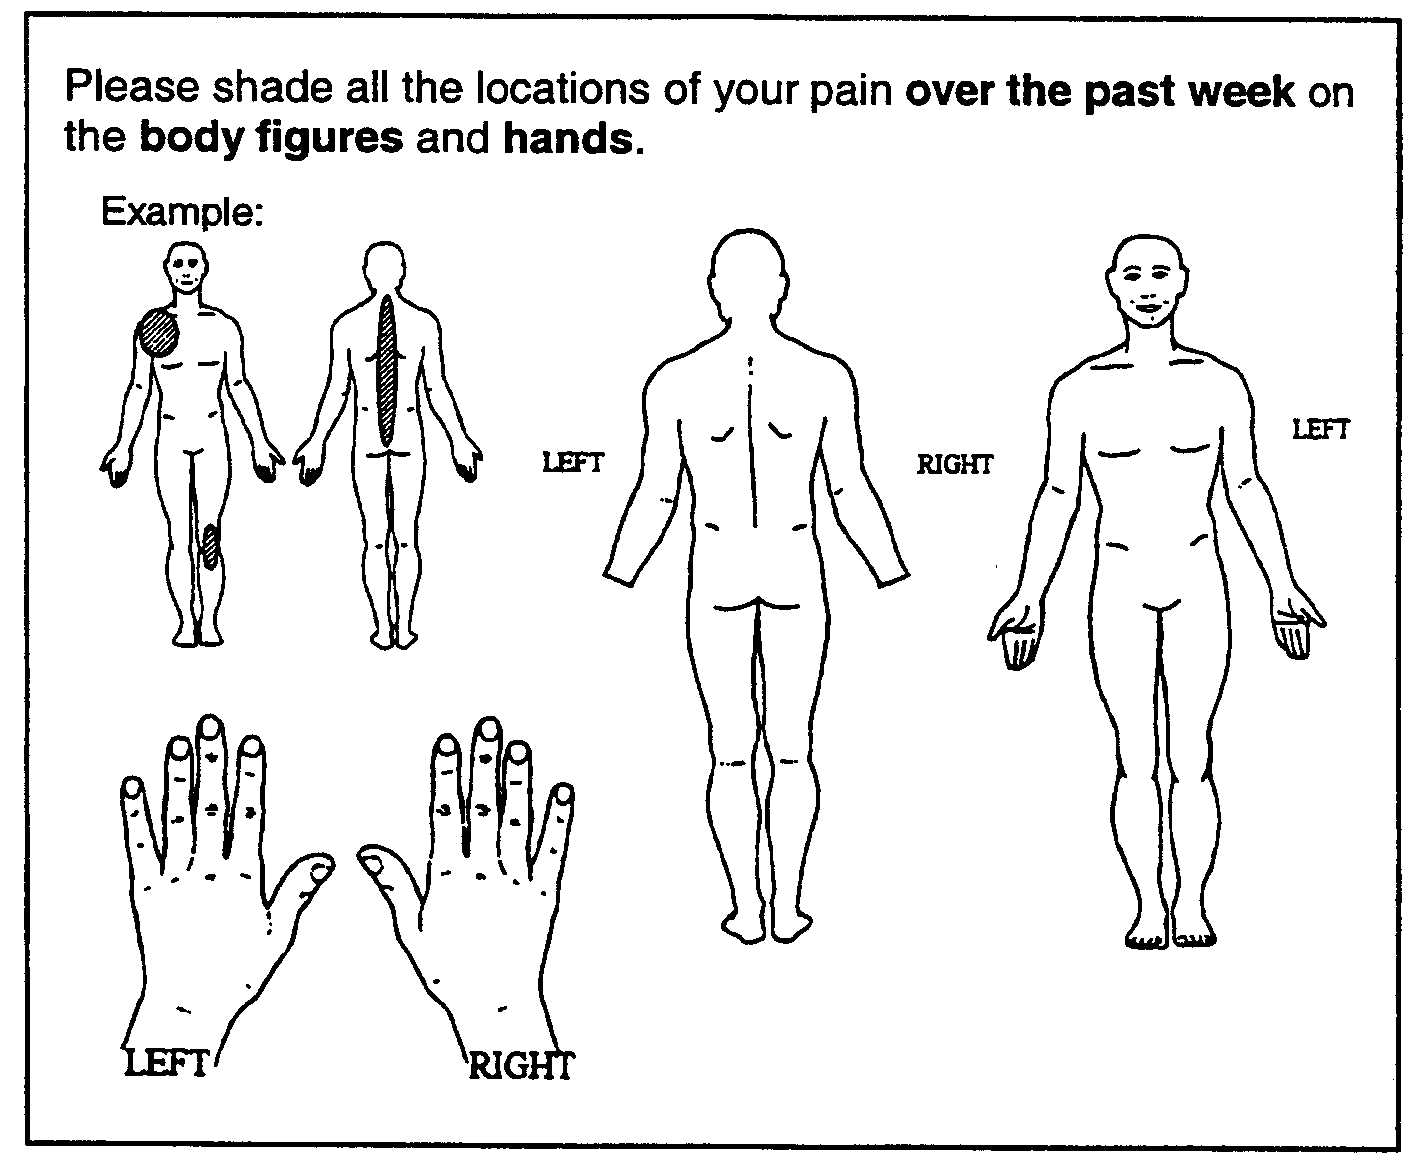 Please shade all the locations of your pain over the past week on
the body figures and hands.
Example:
LEFT
RIGHT
LEFT
LEFT
RIGHT